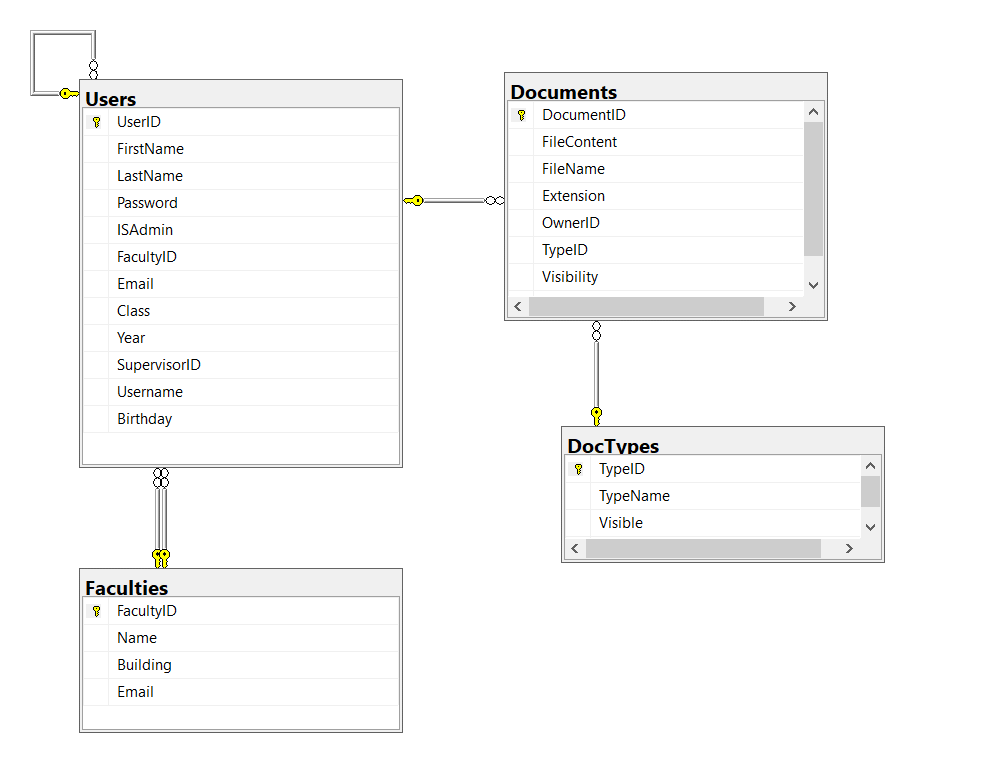 Users
UserID
FirstName
LastName
Password
ISAdmin
FacultyID
Email
Class
Year
SupervisorID
Username
Birthday
Documents
DocumentID
FileContent
FileName
Extension
OwnerID
TypeID
Visibility
DocTypes
TypeID
TypeName
Visible
Faculties
FacultyID
Name
Building
Email